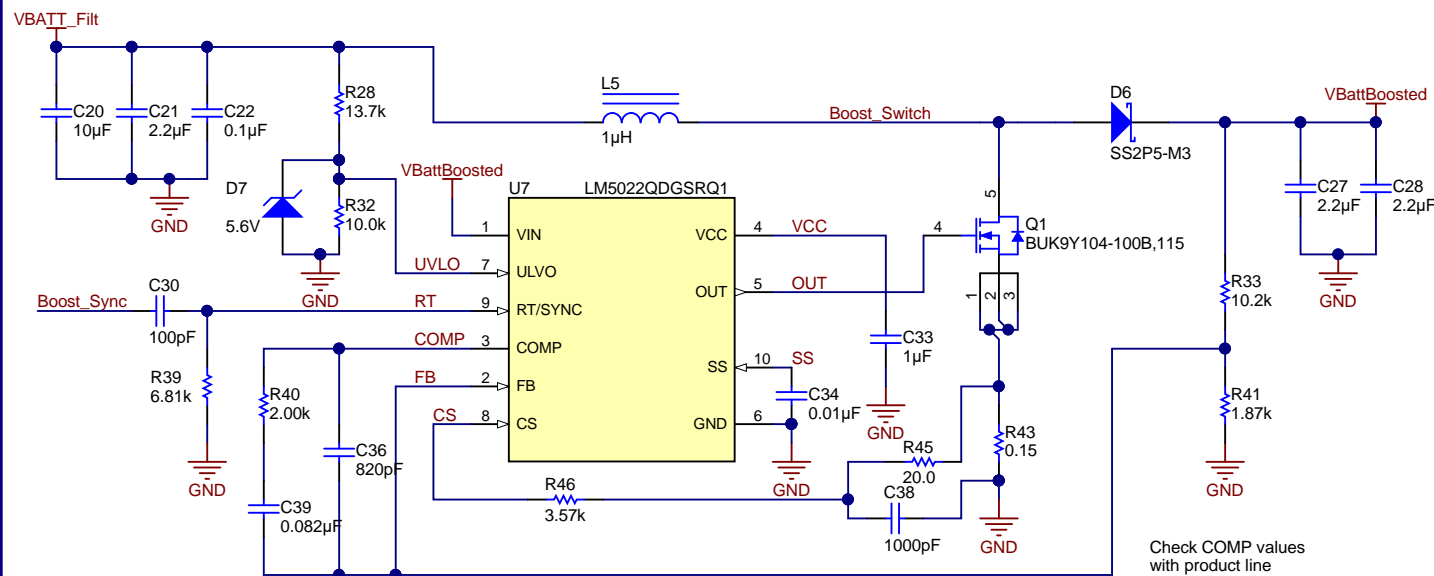 VBATT_Filt
C20
10µF
C21
2.2µF
C22
0.1µF
R28
13.7k
L5
1µH
Boost_Switch
D6
SS2P5-M3
VBattBoosted
C27
2.2µF
C28
2.2µF
GND
D7
5.6V
R32
10.0k
GND
VBattBoosted
U7
LM5022QDGSRQ1
1
VIN
UVLO
7
ULVO
RT
9
RT/SYNC
COMP
3
COMP
FB
2
FB
CS
8
CS
VCC
4
VCC
OUT
5
OUT
SS
10
SS
GND
6
5
4
Q1
BUK9Y104-100B,115
1
2
3
GND
R33
10.2k
Boost_Sync
C30
100pF
R39
6.81k
GND
R40
2.00k
C36
820pF
C39
0.082µF
C33
1µF
GND
C34
0.01µF
GND
R41
1.87k
GND
R43
0.15
R45
20.0
C38
1000pF
GND
R46
3.57k
Check COMP values
with product line